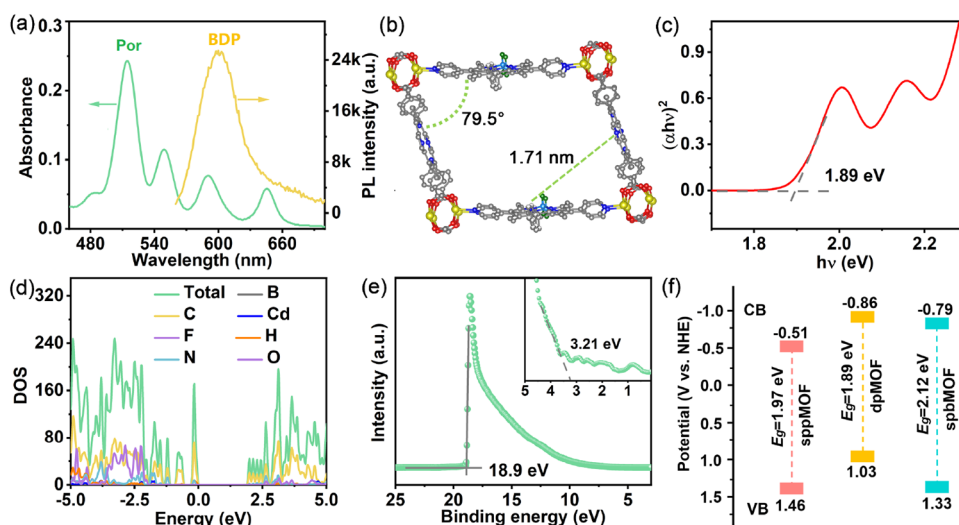 (a)
0.3
0.2
0.1
0.0
Absorbance
Por
BDP
24k
16k
8k
0
PL intensity (a.u.)
480 540 600 660
Wavelength (nm)
(b)
79.5°
1.71 nm
(c)
(αhν)²
0.0
1.89 eV
1.8 2.0 2.2
hν (eV)
(d)
320
240
160
80
0
DOS
Total B
C Cd
F H
N O
-5.0 -2.5 0.0 2.5 5.0
Energy (eV)
(e)
Intensity (a.u.)
3.21 eV
5 4 3 2 1
18.9 eV
25 20 15 10 5
Binding energy (eV)
(f)
Potential (V vs. NHE)
-1.0
-0.5
0.0
0.5
1.0
1.5
CB
VB
-0.51
Eg=1.97 eV
sppMOF
1.46
-0.86
Eg=1.89 eV
dpMOF
1.03
-0.79
Eg=2.12 eV
spbMOF
1.33